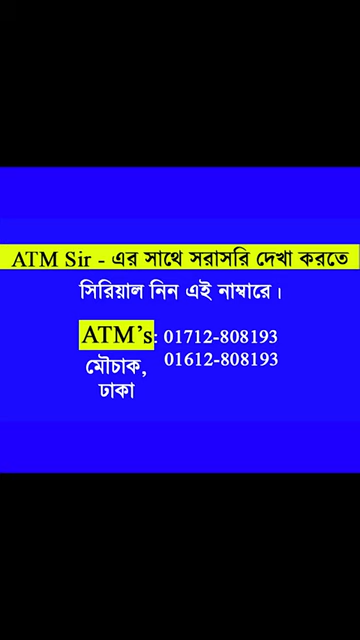 ATM Sir - এর সাথে সরাসরি দেখা করতে
সিরিয়াল নিন এই নাম্বারে।
ATM’s: 01712-808193
01612-808193
মৌচাক,
ঢাকা